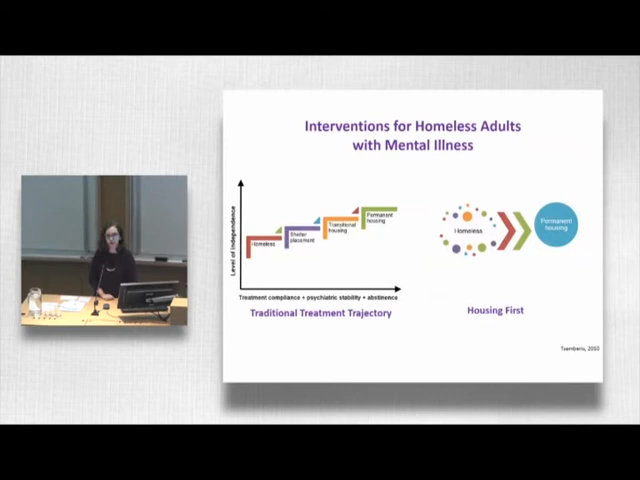 Interventions for Homeless Adults
with Mental Illness
Level of Independence
Homeless
Shelter
placement
Transitional
housing
Permanent
housing
Treatment compliance + psychiatric stability + abstinence
Traditional Treatment Trajectory
Homeless
Permanent
housing
Housing First
Tsemberis, 2010